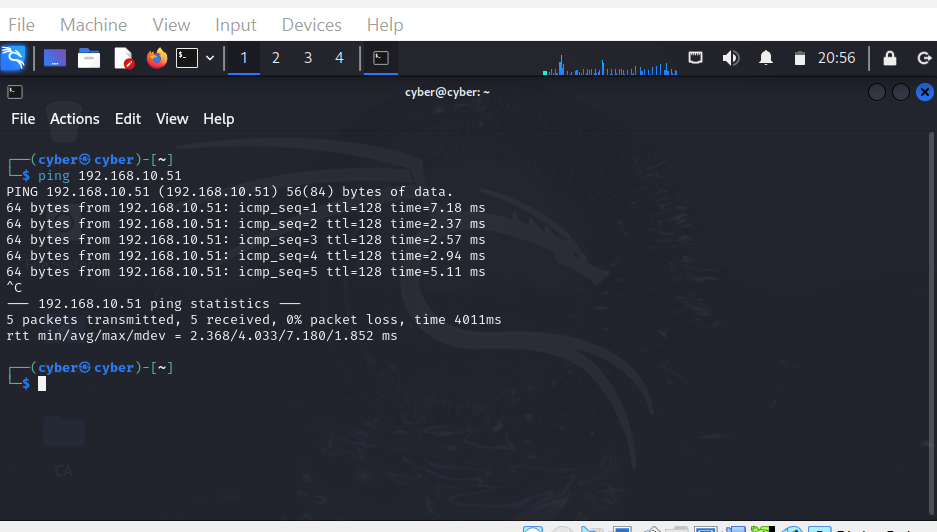 File Machine View Input Devices Help
1 2 3 4 20:56
cyber@cyber: ~
File Actions Edit View Help
┌──(cyber㉿cyber)-[~]
└─$ ping 192.168.10.51
PING 192.168.10.51 (192.168.10.51) 56(84) bytes of data.
64 bytes from 192.168.10.51: icmp_seq=1 ttl=128 time=7.18 ms
64 bytes from 192.168.10.51: icmp_seq=2 ttl=128 time=2.37 ms
64 bytes from 192.168.10.51: icmp_seq=3 ttl=128 time=2.57 ms
64 bytes from 192.168.10.51: icmp_seq=4 ttl=128 time=2.94 ms
64 bytes from 192.168.10.51: icmp_seq=5 ttl=128 time=5.11 ms
^C
--- 192.168.10.51 ping statistics ---
5 packets transmitted, 5 received, 0% packet loss, time 4011ms
rtt min/avg/max/mdev = 2.368/4.033/7.180/1.852 ms
┌──(cyber㉿cyber)-[~]
└─$
CA